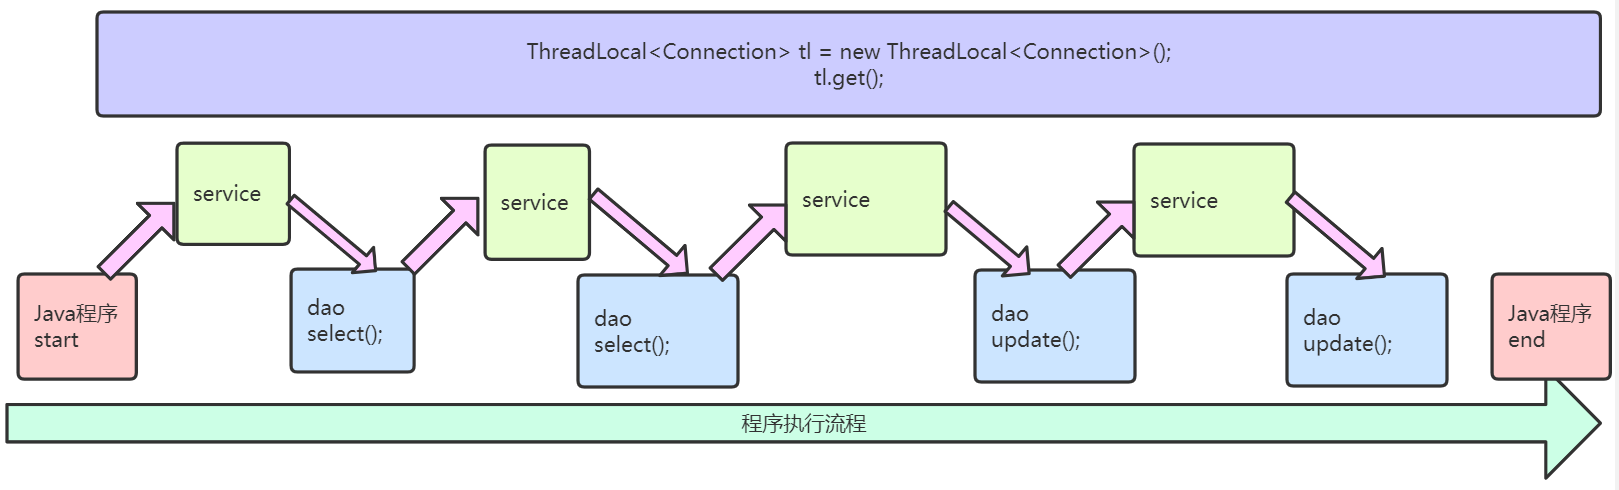 ThreadLocal<Connection> tl = new ThreadLocal<Connection>();
tl.get();
service
service
service
service
Java程序
start
dao
select();
dao
select();
dao
update();
dao
update();
Java程序
end
程序执行流程